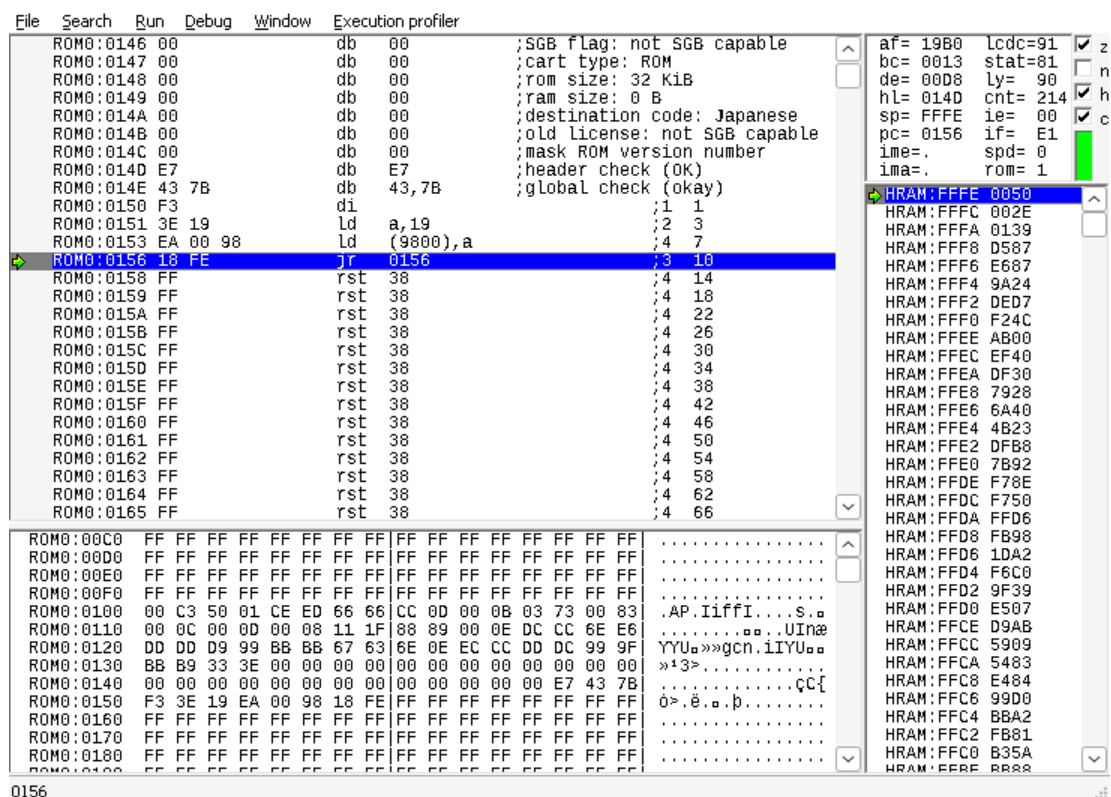 File Search Run Debug Window Execution profiler
ROM0:0146 00 db 00 ;SGB flag: not SGB capable
ROM0:0147 00 db 00 ;cart type: ROM
ROM0:0148 00 db 00 ;rom size: 32 KiB
ROM0:0149 00 db 00 ;ram size: 0 B
ROM0:014A 00 db 00 ;destination code: Japanese
ROM0:014B 00 db 00 ;old license: not SGB capable
ROM0:014C 00 db 00 ;mask ROM version number
ROM0:014D E7 db E7 ;header check (OK)
ROM0:014E 43 7B db 43,7B ;global check (okay)
ROM0:0150 F3 di ;1 1
ROM0:0151 3E 19 ld a,19 ;2 3
ROM0:0153 EA 00 98 ld (9800),a ;4 7
ROM0:0156 18 FE jr 0156 ;3 10
ROM0:0158 FF rst 38 ;4 14
ROM0:0159 FF rst 38 ;4 18
ROM0:015A FF rst 38 ;4 22
ROM0:015B FF rst 38 ;4 26
ROM0:015C FF rst 38 ;4 30
ROM0:015D FF rst 38 ;4 34
ROM0:015E FF rst 38 ;4 38
ROM0:015F FF rst 38 ;4 42
ROM0:0160 FF rst 38 ;4 46
ROM0:0161 FF rst 38 ;4 50
ROM0:0162 FF rst 38 ;4 54
ROM0:0163 FF rst 38 ;4 58
ROM0:0164 FF rst 38 ;4 62
ROM0:0165 FF rst 38 ;4 66
af= 19B0 lcdc=91 z
bc= 0013 stat=81 n
de= 00D8 ly= 90
hl= 014D cnt= 214 h
sp= FFFE ie= 00 c
pc= 0156 if= E1
ime=. spd= 0
ima=. rom= 1
HRAM:FFFE 0050
HRAM:FFFC 002E
HRAM:FFFA 0139
HRAM:FFF8 D587
HRAM:FFF6 E687
HRAM:FFF4 9A24
HRAM:FFF2 DED7
HRAM:FFF0 F24C
HRAM:FFEE AB00
HRAM:FFEC EF40
HRAM:FFEA DF30
HRAM:FFE8 7928
HRAM:FFE6 6A40
HRAM:FFE4 4B23
HRAM:FFE2 DFB8
HRAM:FFE0 7B92
HRAM:FFDE F78E
HRAM:FFDC F750
HRAM:FFDA FFD6
HRAM:FFD8 FB98
HRAM:FFD6 1DA2
HRAM:FFD4 F6C0
HRAM:FFD2 9F39
HRAM:FFD0 E507
HRAM:FFCE D9AB
HRAM:FFCC 5909
HRAM:FFCA 5483
HRAM:FFC8 E484
HRAM:FFC6 99D0
HRAM:FFC4 BBA2
HRAM:FFC2 FB81
HRAM:FFC0 B35A
HRAM:FFBE BB88
ROM0:00C0 FF FF FF FF FF FF FF FF|FF FF FF FF FF FF FF FF| ................
ROM0:00D0 FF FF FF FF FF FF FF FF|FF FF FF FF FF FF FF FF| ................
ROM0:00E0 FF FF FF FF FF FF FF FF|FF FF FF FF FF FF FF FF| ................
ROM0:00F0 FF FF FF FF FF FF FF FF|FF FF FF FF FF FF FF FF| ................
ROM0:0100 00 C3 50 01 CE ED 66 66|CC 0D 00 0B 03 73 00 83| .ÃP.Îíff̀....s.
ROM0:0110 00 0C 00 0D 00 08 11 1F|88 89 00 0E DC CC 6E E6|
ROM0:0120 DD DD D9 99 BB BB 67 63|6E 0E EC CC DD DC 99 9F|
ROM0:0130 BB B9 33 3E 00 00 00 00|00 00 00 00 00 00 00 00| »¹3>............
ROM0:0140 00 00 00 00 00 00 00 00|00 00 00 00 00 E7 43 7B| .............çC{
ROM0:0150 F3 3E 19 EA 00 98 18 FE|FF FF FF FF FF FF FF FF|
ROM0:0160 FF FF FF FF FF FF FF FF|FF FF FF FF FF FF FF FF| ................
ROM0:0170 FF FF FF FF FF FF FF FF|FF FF FF FF FF FF FF FF| ................
ROM0:0180 FF FF FF FF FF FF FF FF|FF FF FF FF FF FF FF FF| ................
0156